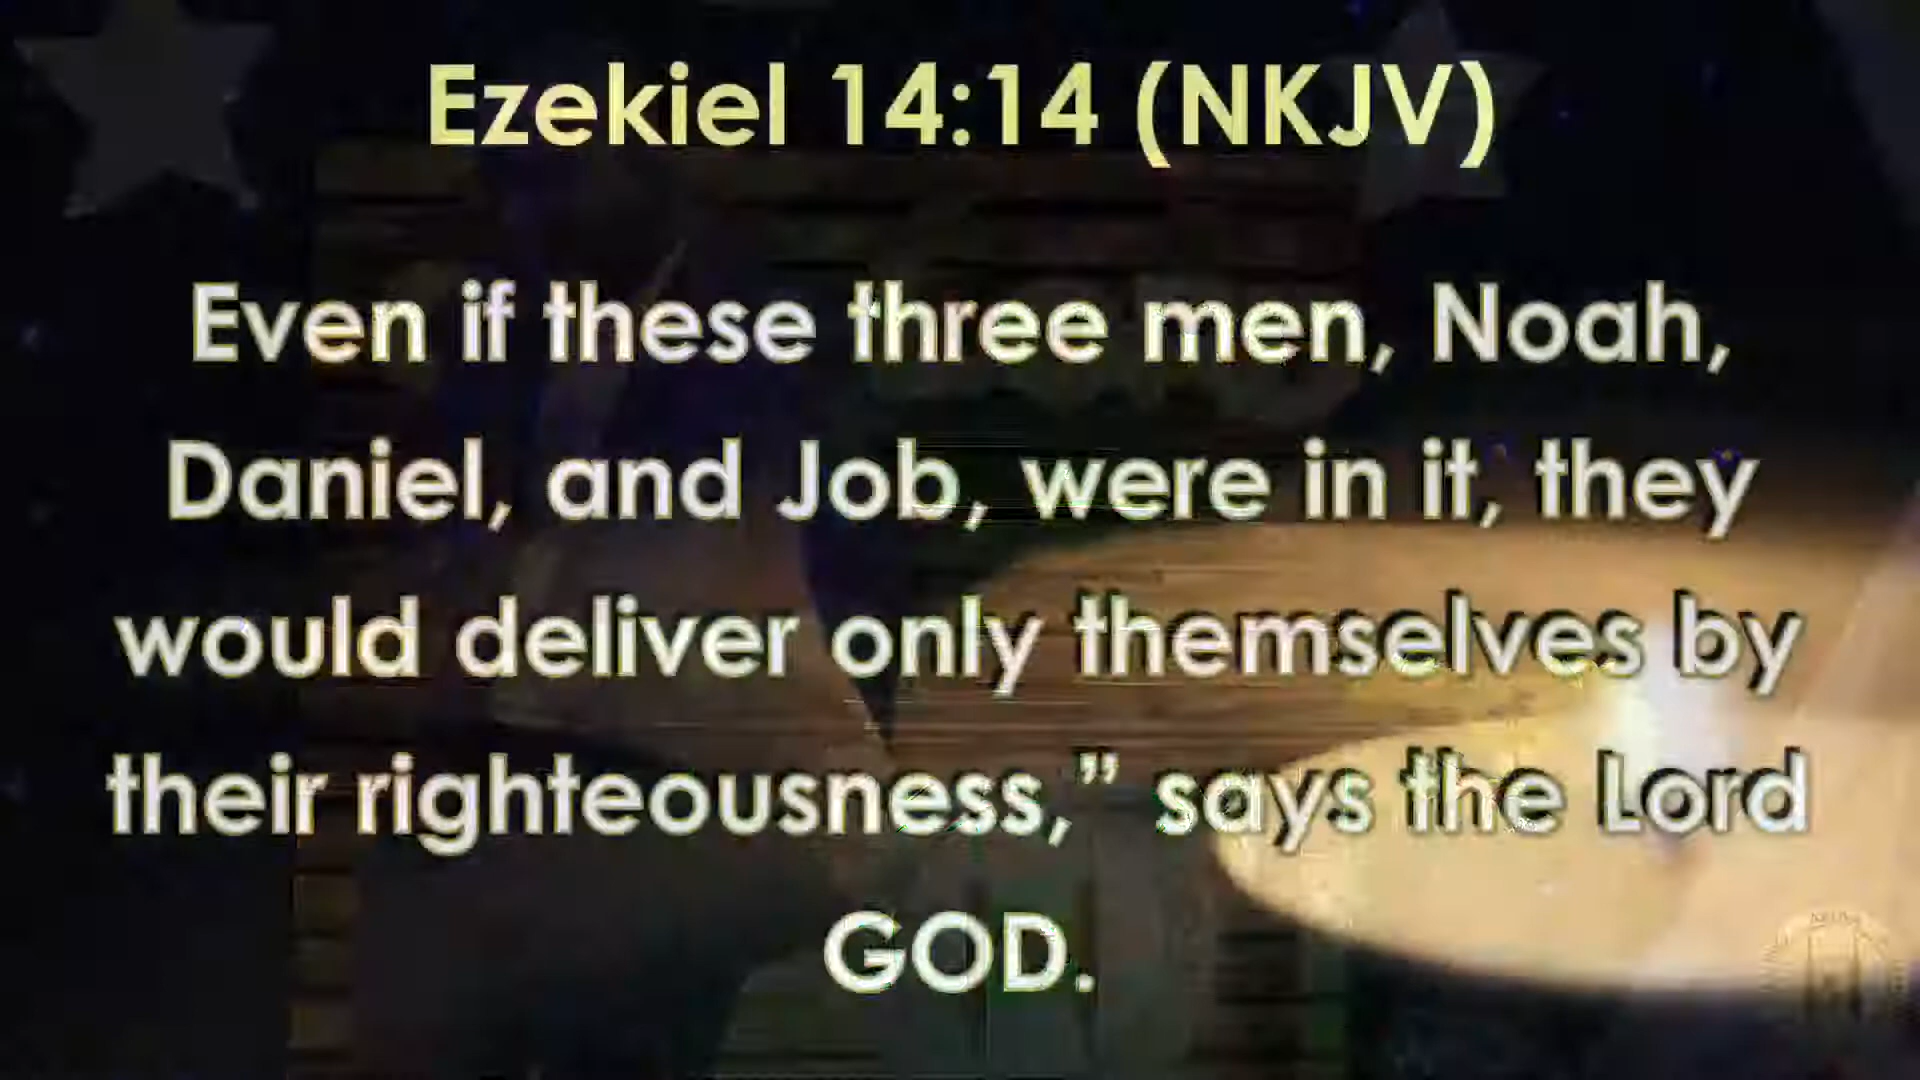 Ezekiel 14:14 (NKJV)
Even if these three men, Noah,
Daniel, and Job, were in it, they
would deliver only themselves by
their righteousness,” says the Lord
GOD.